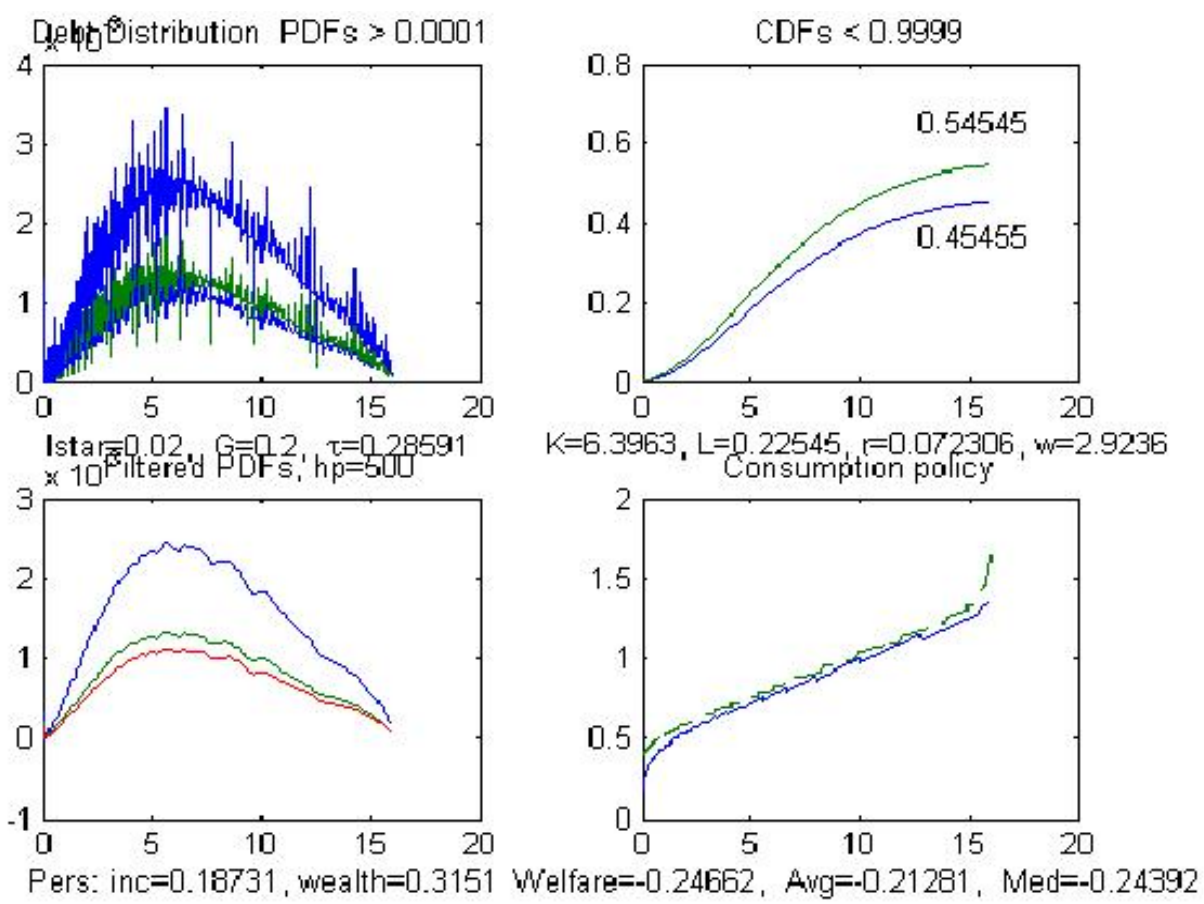 Debt Distribution PDFs > 0.0001
CDFs < 0.9999
× 10
4
3
2
1
0
0 5 10 15 20
0.8
0.6
0.4
0.2
0
0.54545
0.45455
0 5 10 15 20
Istar=0.02, G=0.2, τ=0.28591
K=6.3963, L=0.22545, r=0.072306, w=2.9236
× 10
Filtered PDFs, hp=500
Consumption policy
3
2
1
0
-1
0 5 10 15 20
2
1.5
1
0.5
0
0 5 10 15 20
Pers: inc=0.18731, wealth=0.3151 Welfare=-0.24662, Avg=-0.21281, Med=-0.24392